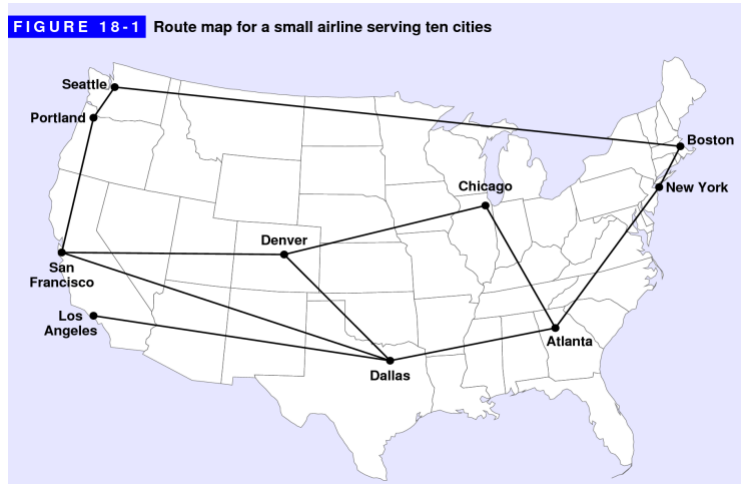 FIGURE 18-1 Route map for a small airline serving ten cities
Seattle
Portland
Boston
New York
Chicago
Denver
San
Francisco
Los
Angeles
Atlanta
Dallas